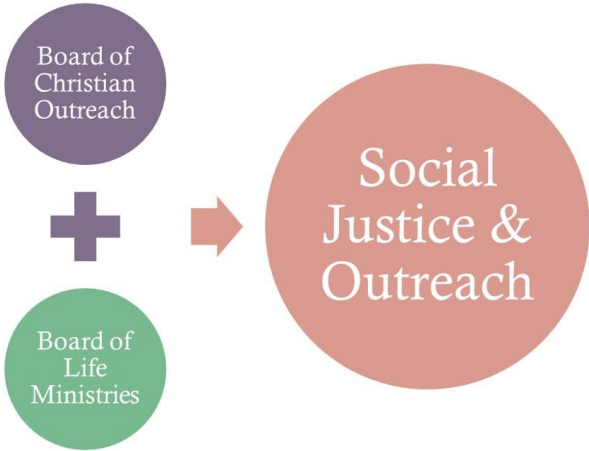 Board of
Christian
Outreach
Board of
Life
Ministries
Social
Justice &
Outreach